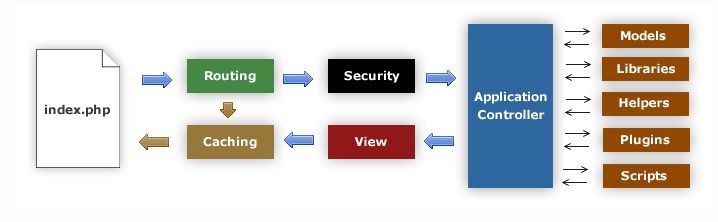 index.php
Routing
Security
Caching
View
Application
Controller
Models
Libraries
Helpers
Plugins
Scripts